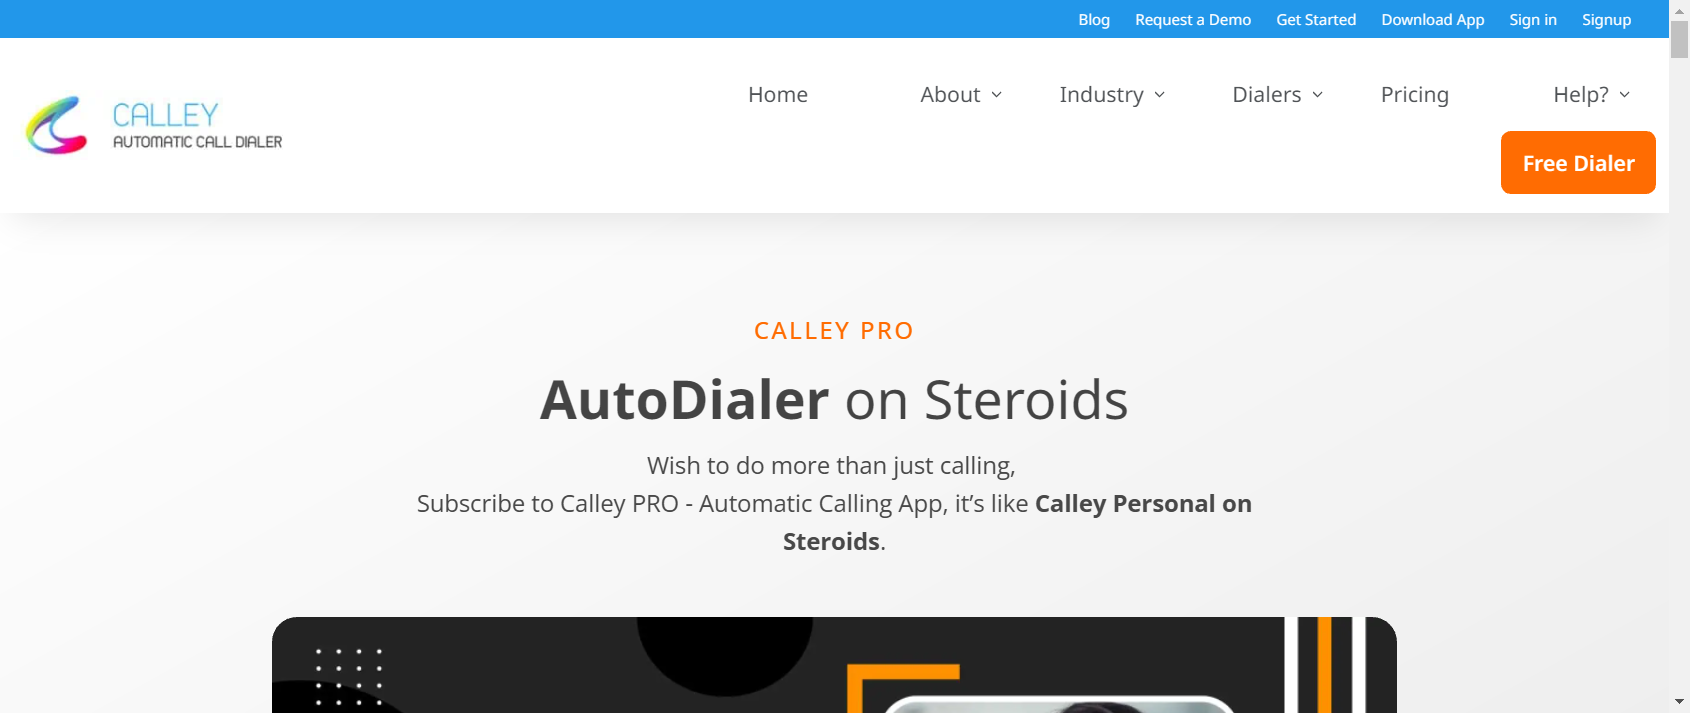 Blog Request a Demo Get Started Download App Sign in Signup
CALLEY
AUTOMATIC CALL DIALER
Home About Industry Dialers Pricing Help?
Free Dialer
CALLEY PRO
AutoDialer on Steroids
Wish to do more than just calling,
Subscribe to Calley PRO - Automatic Calling App, it’s like Calley Personal on
Steroids.